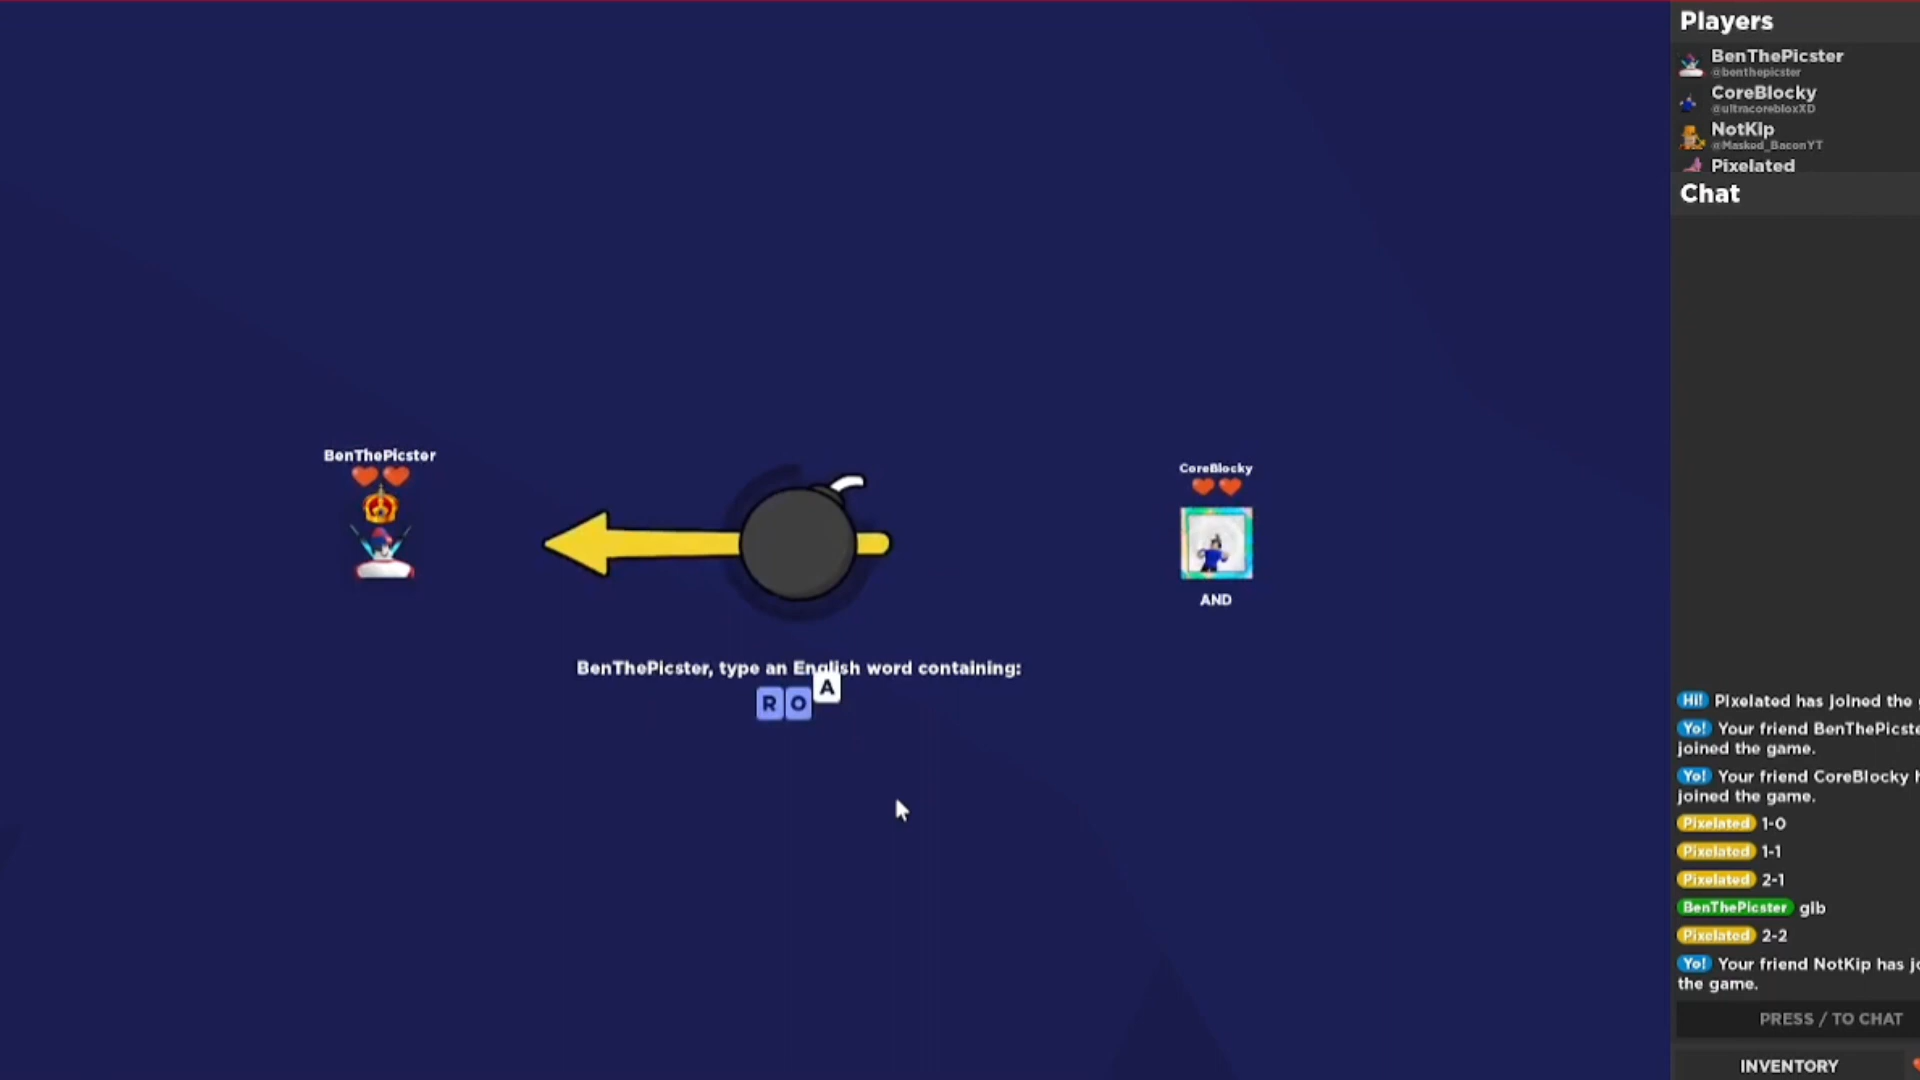 Players
BenThePicster
@benthepicster
CoreBlocky
@ultracorebloxXD
NotKip
@Masked_BaconYT
Pixelated
Chat
BenThePicster
CoreBlocky
AND
BenThePicster, type an English word containing:
R O A
Hi! Pixelated has joined the
Yo! Your friend BenThePicste
joined the game.
Yo! Your friend CoreBlocky h
joined the game.
Pixelated 1-0
Pixelated 1-1
Pixelated 2-1
BenThePicster glb
Pixelated 2-2
Yo! Your friend NotKip has jo
the game.
PRESS / TO CHAT
INVENTORY